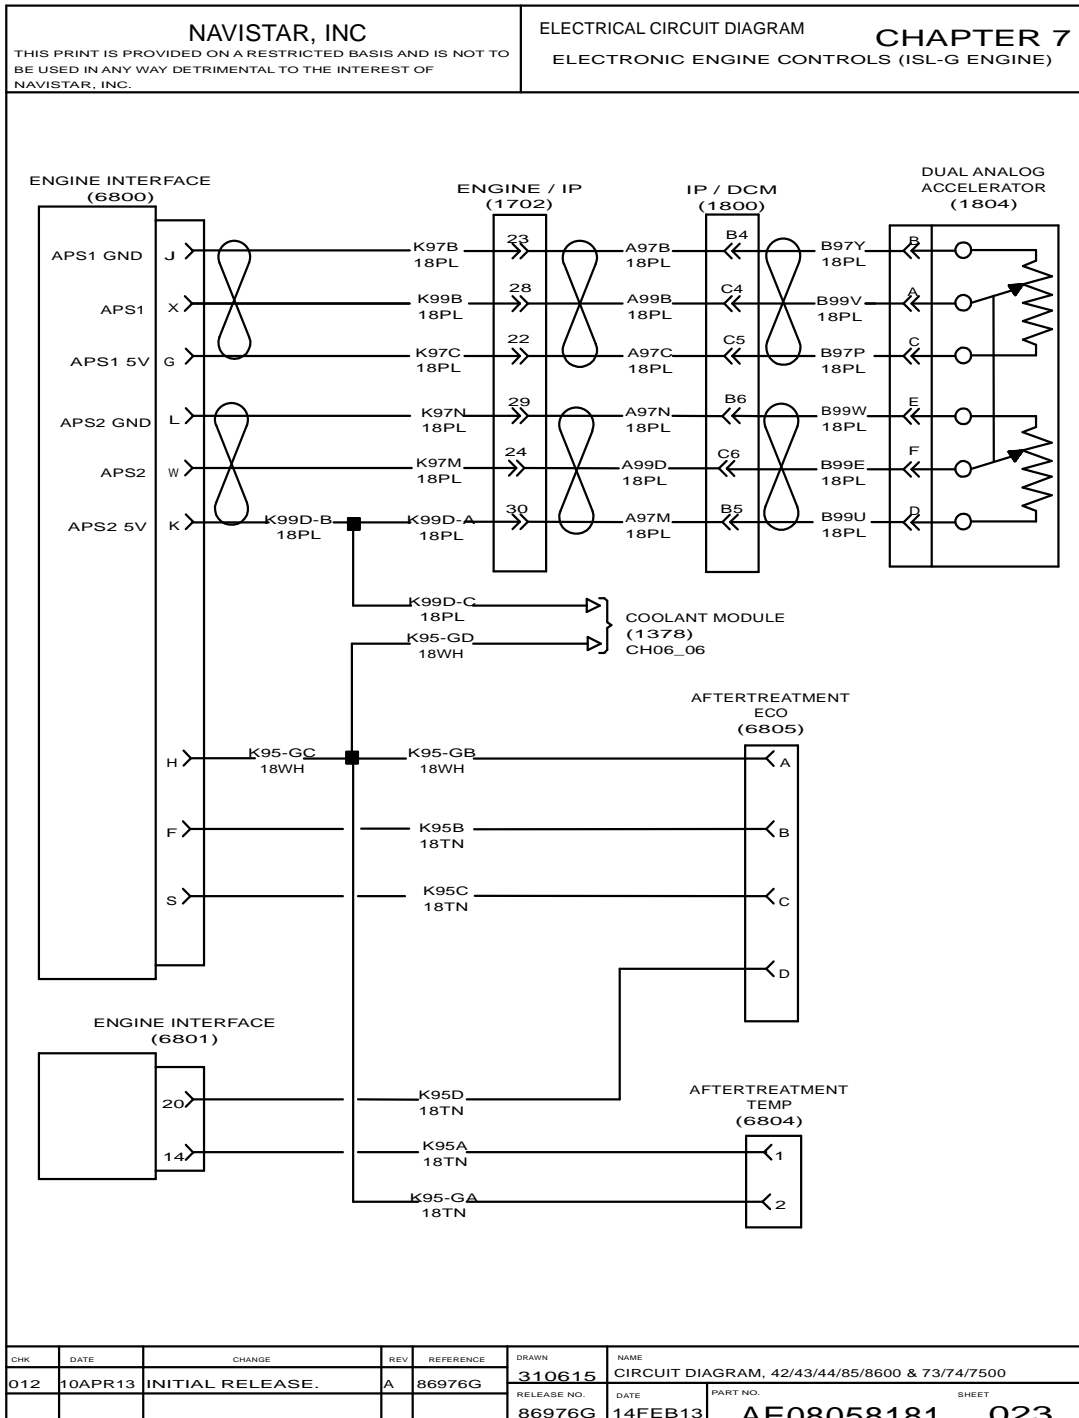 NAVISTAR, INC
THIS PRINT IS PROVIDED ON A RESTRICTED BASIS AND IS NOT TO
BE USED IN ANY WAY DETRIMENTAL TO THE INTEREST OF
NAVISTAR, INC.
ELECTRICAL CIRCUIT DIAGRAM
CHAPTER 7
ELECTRONIC ENGINE CONTROLS (ISL-G ENGINE)
ENGINE INTERFACE
(6800)
ENGINE / IP
(1702)
IP / DCM
(1800)
DUAL ANALOG
ACCELERATOR
(1804)
APS1 GND J K97B 23 A97B B4 B97Y B
18PL 18PL 18PL
APS1 X K99B 28 A99B C4 B99V A
18PL 18PL 18PL
APS1 5V G K97C 22 A97C C5 B97P C
18PL 18PL 18PL
APS2 GND L K97N 29 A97N B6 B99W E
18PL 18PL 18PL
APS2 W K97M 24 A99D C6 B99E F
18PL 18PL 18PL
APS2 5V K K99D-B K99D-A 30 A97M B5 B99U D
18PL 18PL 18PL 18PL
K99D-C
18PL
K95-GD
18WH
COOLANT MODULE
(1378)
CH06_06
AFTERTREATMENT
ECO
(6805)
H K95-GC K95-GB A
18WH 18WH
F K95B B
18TN
S K95C C
18TN
D
ENGINE INTERFACE
(6801)
20 K95D
18TN
AFTERTREATMENT
TEMP
(6804)
14 K95A 1
18TN
K95-GA 2
18TN
CHK DATE CHANGE REV REFERENCE DRAWN NAME
012 10APR13 INITIAL RELEASE. A 86976G 310615 CIRCUIT DIAGRAM, 42/43/44/85/8600 & 73/74/7500
RELEASE NO. DATE PART NO. SHEET
86976G 14FEB13 AE08058181 023